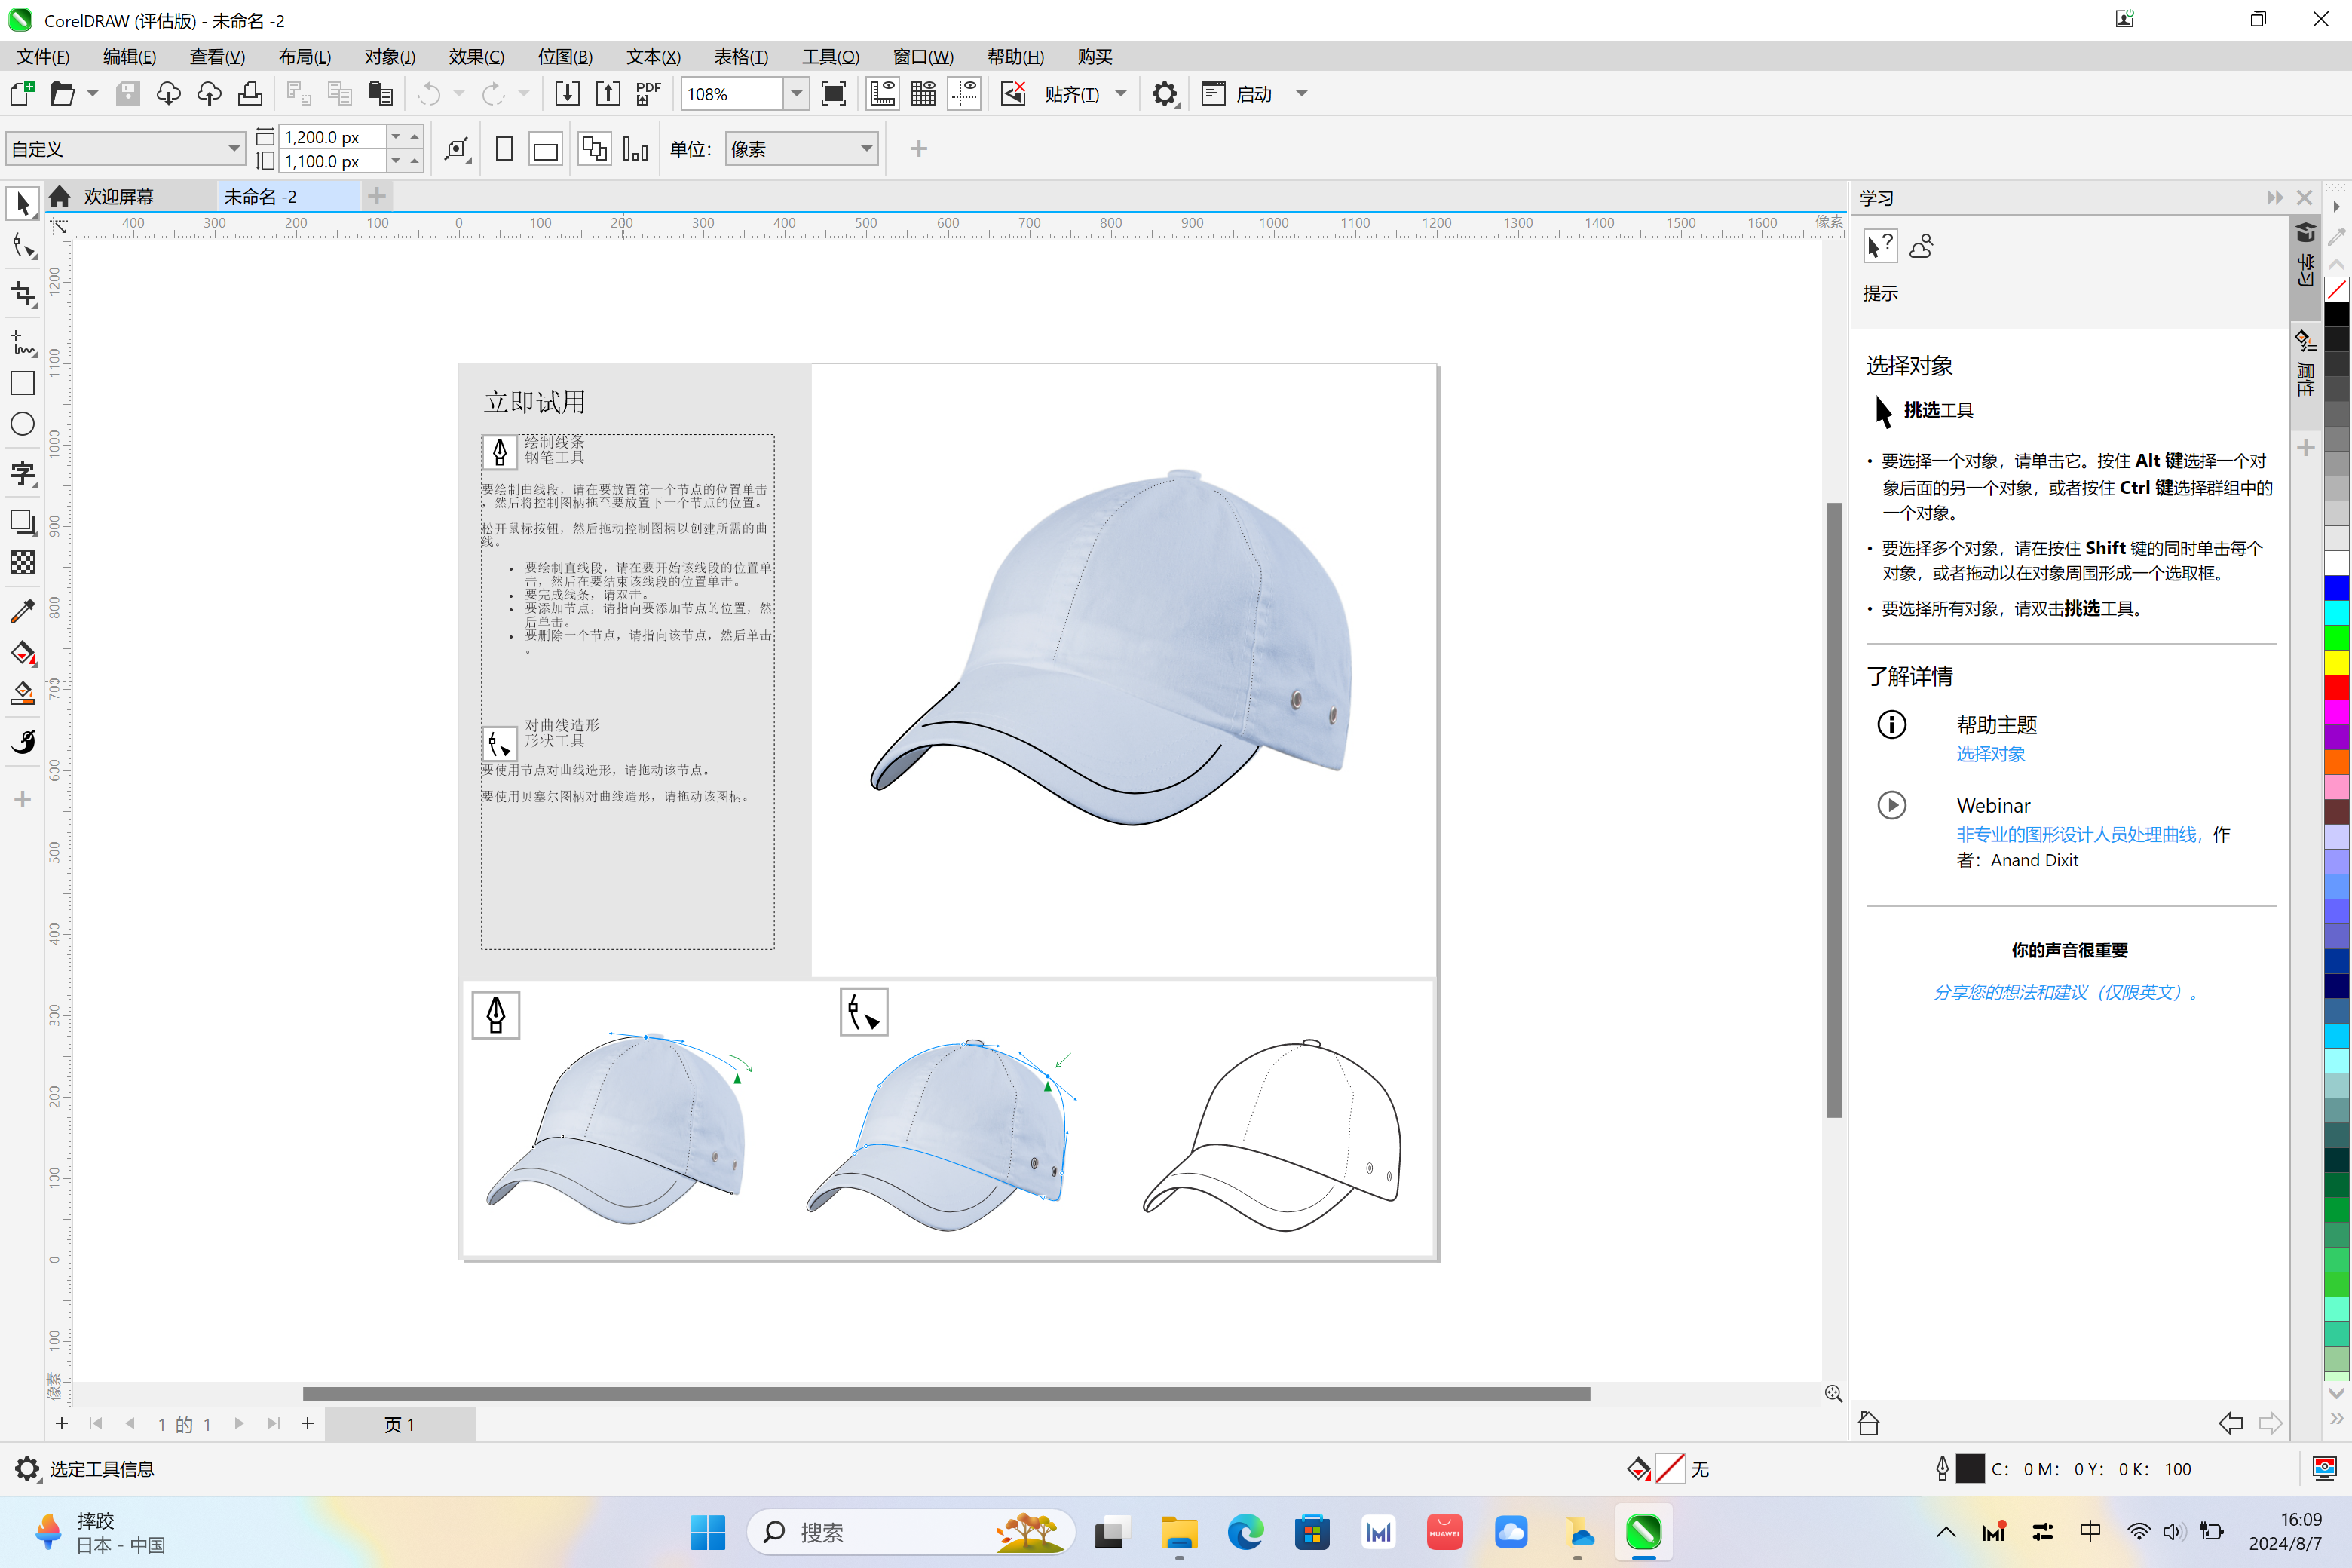 CorelDRAW (评估版) - 未命名 -2
文件(F) 编辑(E) 查看(V) 布局(L) 对象(J) 效果(C) 位图(B) 文本(X) 表格(T) 工具(O) 窗口(W) 帮助(H) 购买
PDF 108% 贴齐(T) 启动
自定义 1,200.0 px 1,100.0 px 单位: 像素
欢迎屏幕 未命名 -2
400 300 200 100 0 100 200 300 400 500 600 700 800 900 1000 1100 1200 1300 1400 1500 1600 像素
1200 1100 1000 900 800 700 600 500 400 300 200 100 0 100 像素
字
立即试用
绘制线条
钢笔工具
要绘制曲线段，请在要放置第一个节点的位置单击
，然后将控制图柄拖至要放置下一个节点的位置。
松开鼠标按钮，然后拖动控制图柄以创建所需的曲
线。
• 要绘制直线段，请在要开始该线段的位置单
击，然后在要结束该线段的位置单击。
• 要完成线条，请双击。
• 要添加节点，请指向要添加节点的位置，然
后单击。
• 要删除一个节点，请指向该节点，然后单击
。
对曲线造形
形状工具
要使用节点对曲线造形，请拖动该节点。
要使用贝塞尔图柄对曲线造形，请拖动该图柄。
学习
提示
选择对象
挑选工具
• 要选择一个对象，请单击它。按住 Alt 键选择一个对
象后面的另一个对象，或者按住 Ctrl 键选择群组中的
一个对象。
• 要选择多个对象，请在按住 Shift 键的同时单击每个
对象，或者拖动以在对象周围形成一个选取框。
• 要选择所有对象，请双击挑选工具。
了解详情
帮助主题
选择对象
Webinar
非专业的图形设计人员处理曲线，作
者：Anand Dixit
你的声音很重要
分享您的想法和建议（仅限英文）。
学习
属性
1 的 1 页 1
选定工具信息 无 C: 0 M: 0 Y: 0 K: 100
摔跤
日本 - 中国
搜索
HUAWEI
中
16:09
2024/8/7